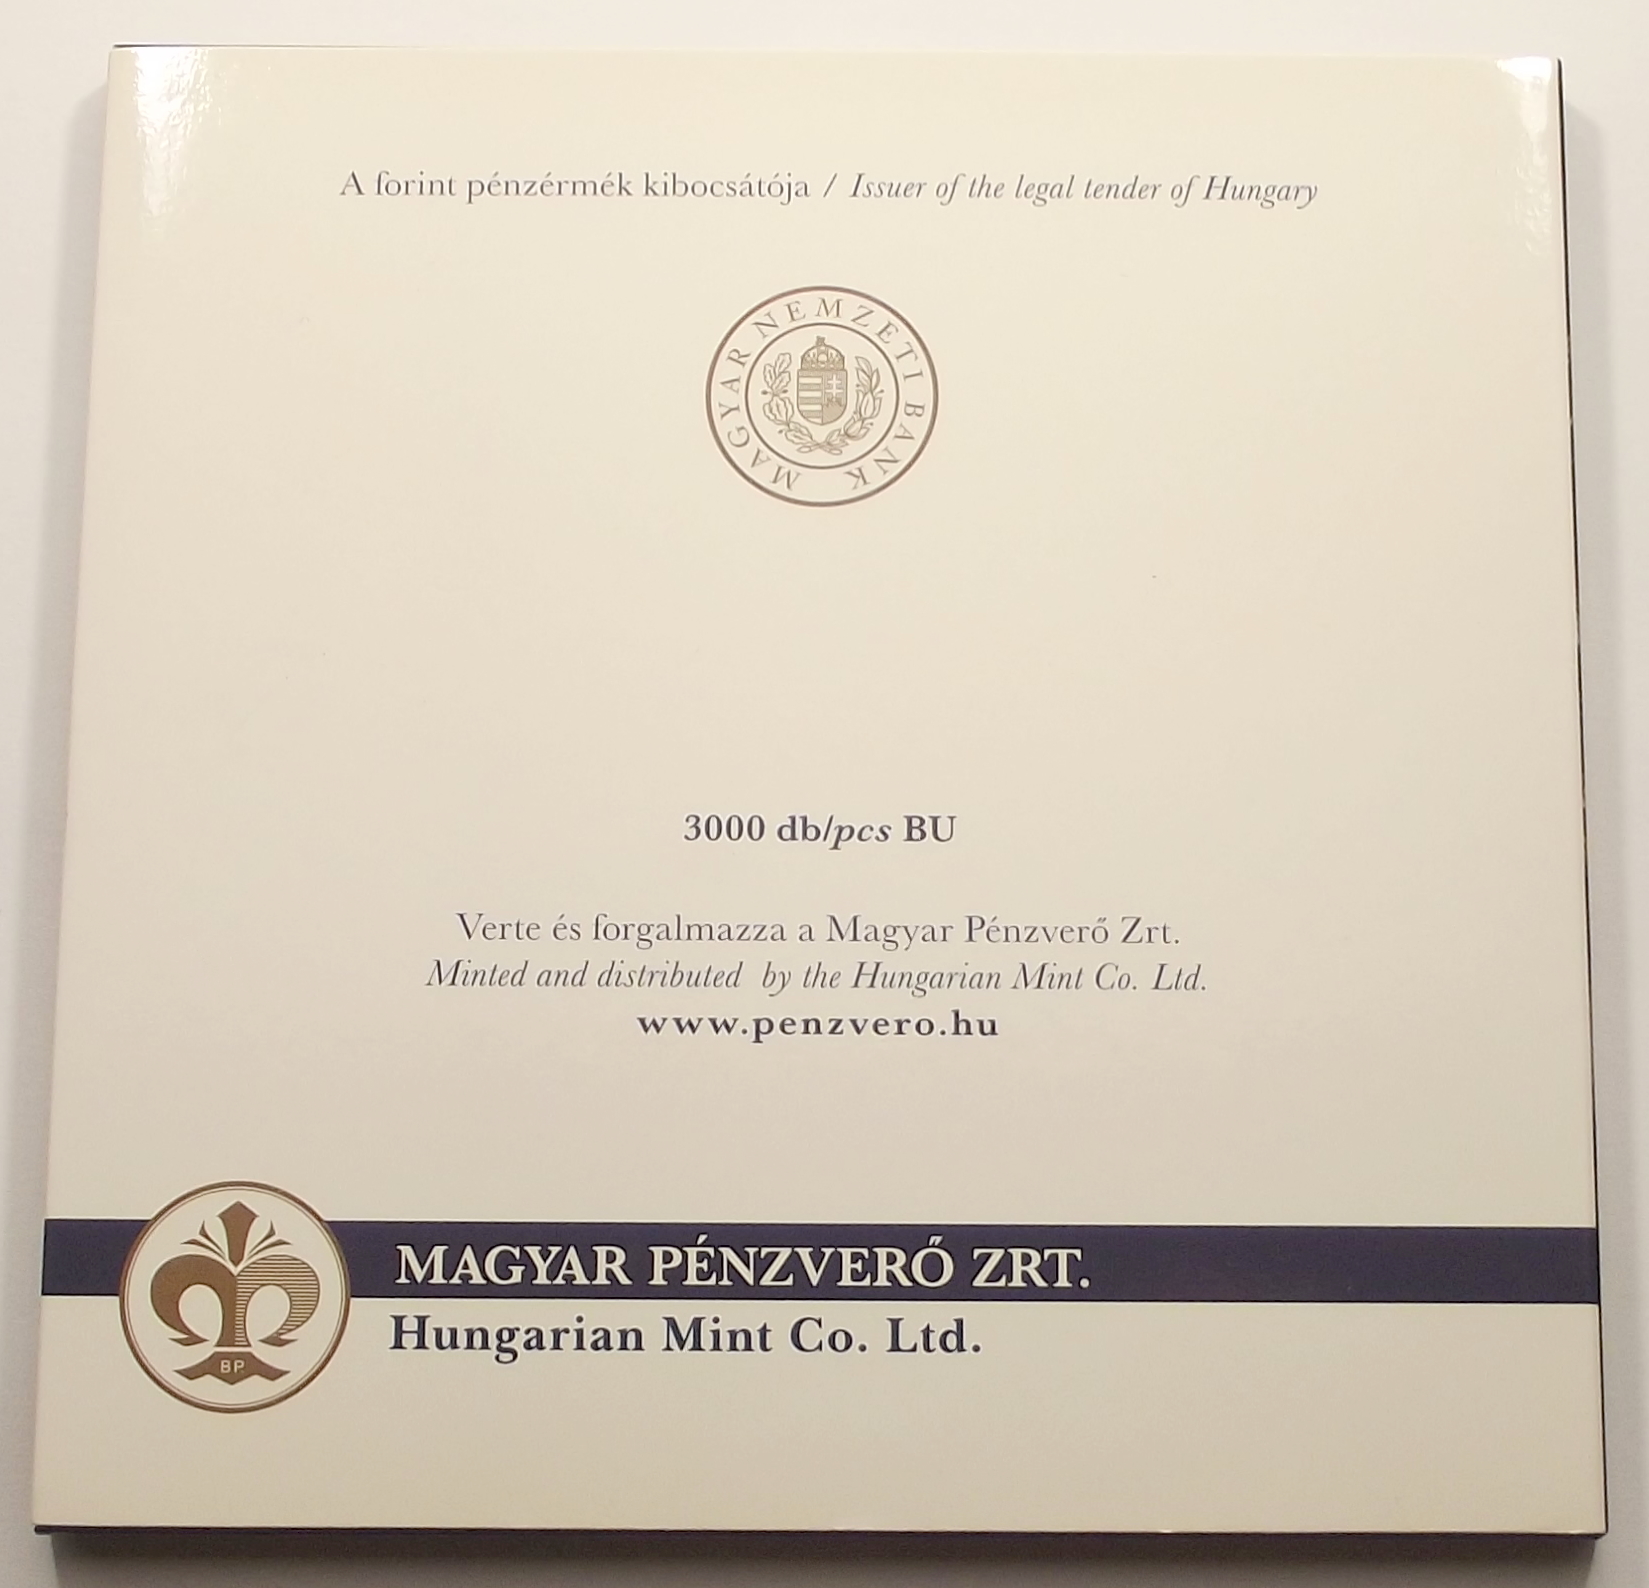 A forint pénzérmék kibocsátója / Issuer of the legal tender of Hungary
MAGYAR NEMZETI BANK
3000 db/pcs BU
Verte és forgalmazza a Magyar Pénzverő Zrt.
Minted and distributed by the Hungarian Mint Co. Ltd.
www.penzvero.hu
MAGYAR PÉNZVERŐ ZRT.
Hungarian Mint Co. Ltd.
BP.